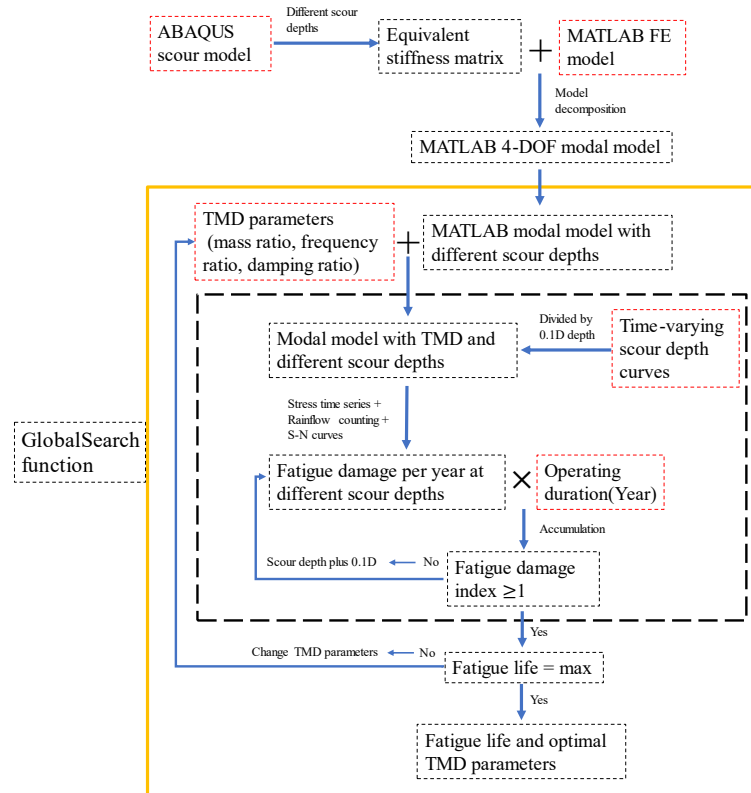 ABAQUS
scour model
Different scour
depths
Equivalent
stiffness matrix
+
MATLAB FE
model
Model
decomposition
MATLAB 4-DOF modal model
TMD parameters
(mass ratio, frequency
ratio, damping ratio)
+
MATLAB modal model with
different scour depths
Modal model with TMD and
different scour depths
Divided by
0.1D depth
Time-varying
scour depth
curves
Stress time series +
Rainflow counting +
S-N curves
GlobalSearch
function
Fatigue damage per year at
different scour depths
×
Operating
duration(Year)
Accumulation
Scour depth plus 0.1D
No
Fatigue damage
index ≥1
Yes
Change TMD parameters
No
Fatigue life = max
Yes
Fatigue life and optimal
TMD parameters